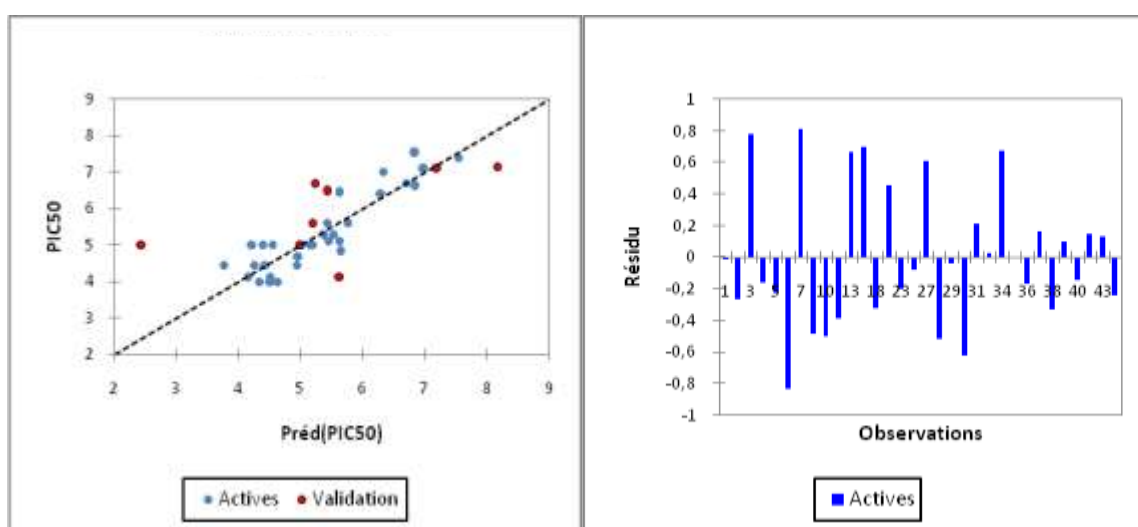 9
8
7
6
5
4
3
2
PIC50
2 3 4 5 6 7 8 9
Préd(PIC50)
Actives Validation
1
0,8
0,6
0,4
0,2
0
-0,2
-0,4
-0,6
-0,8
-1
Résidu
1 3 5 7 10 13 18 23 27 29 31 34 36 38 40 43
Observations
Actives